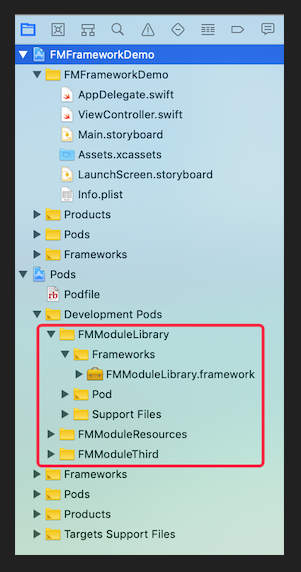 FMFrameworkDemo
FMFrameworkDemo
AppDelegate.swift
ViewController.swift
Main.storyboard
Assets.xcassets
LaunchScreen.storyboard
Info.plist
Products
Pods
Frameworks
Pods
rb Podfile
Development Pods
FMModuleLibrary
Frameworks
FMModuleLibrary.framework
Pod
Support Files
FMModuleResources
FMModuleThird
Frameworks
Pods
Products
Targets Support Files